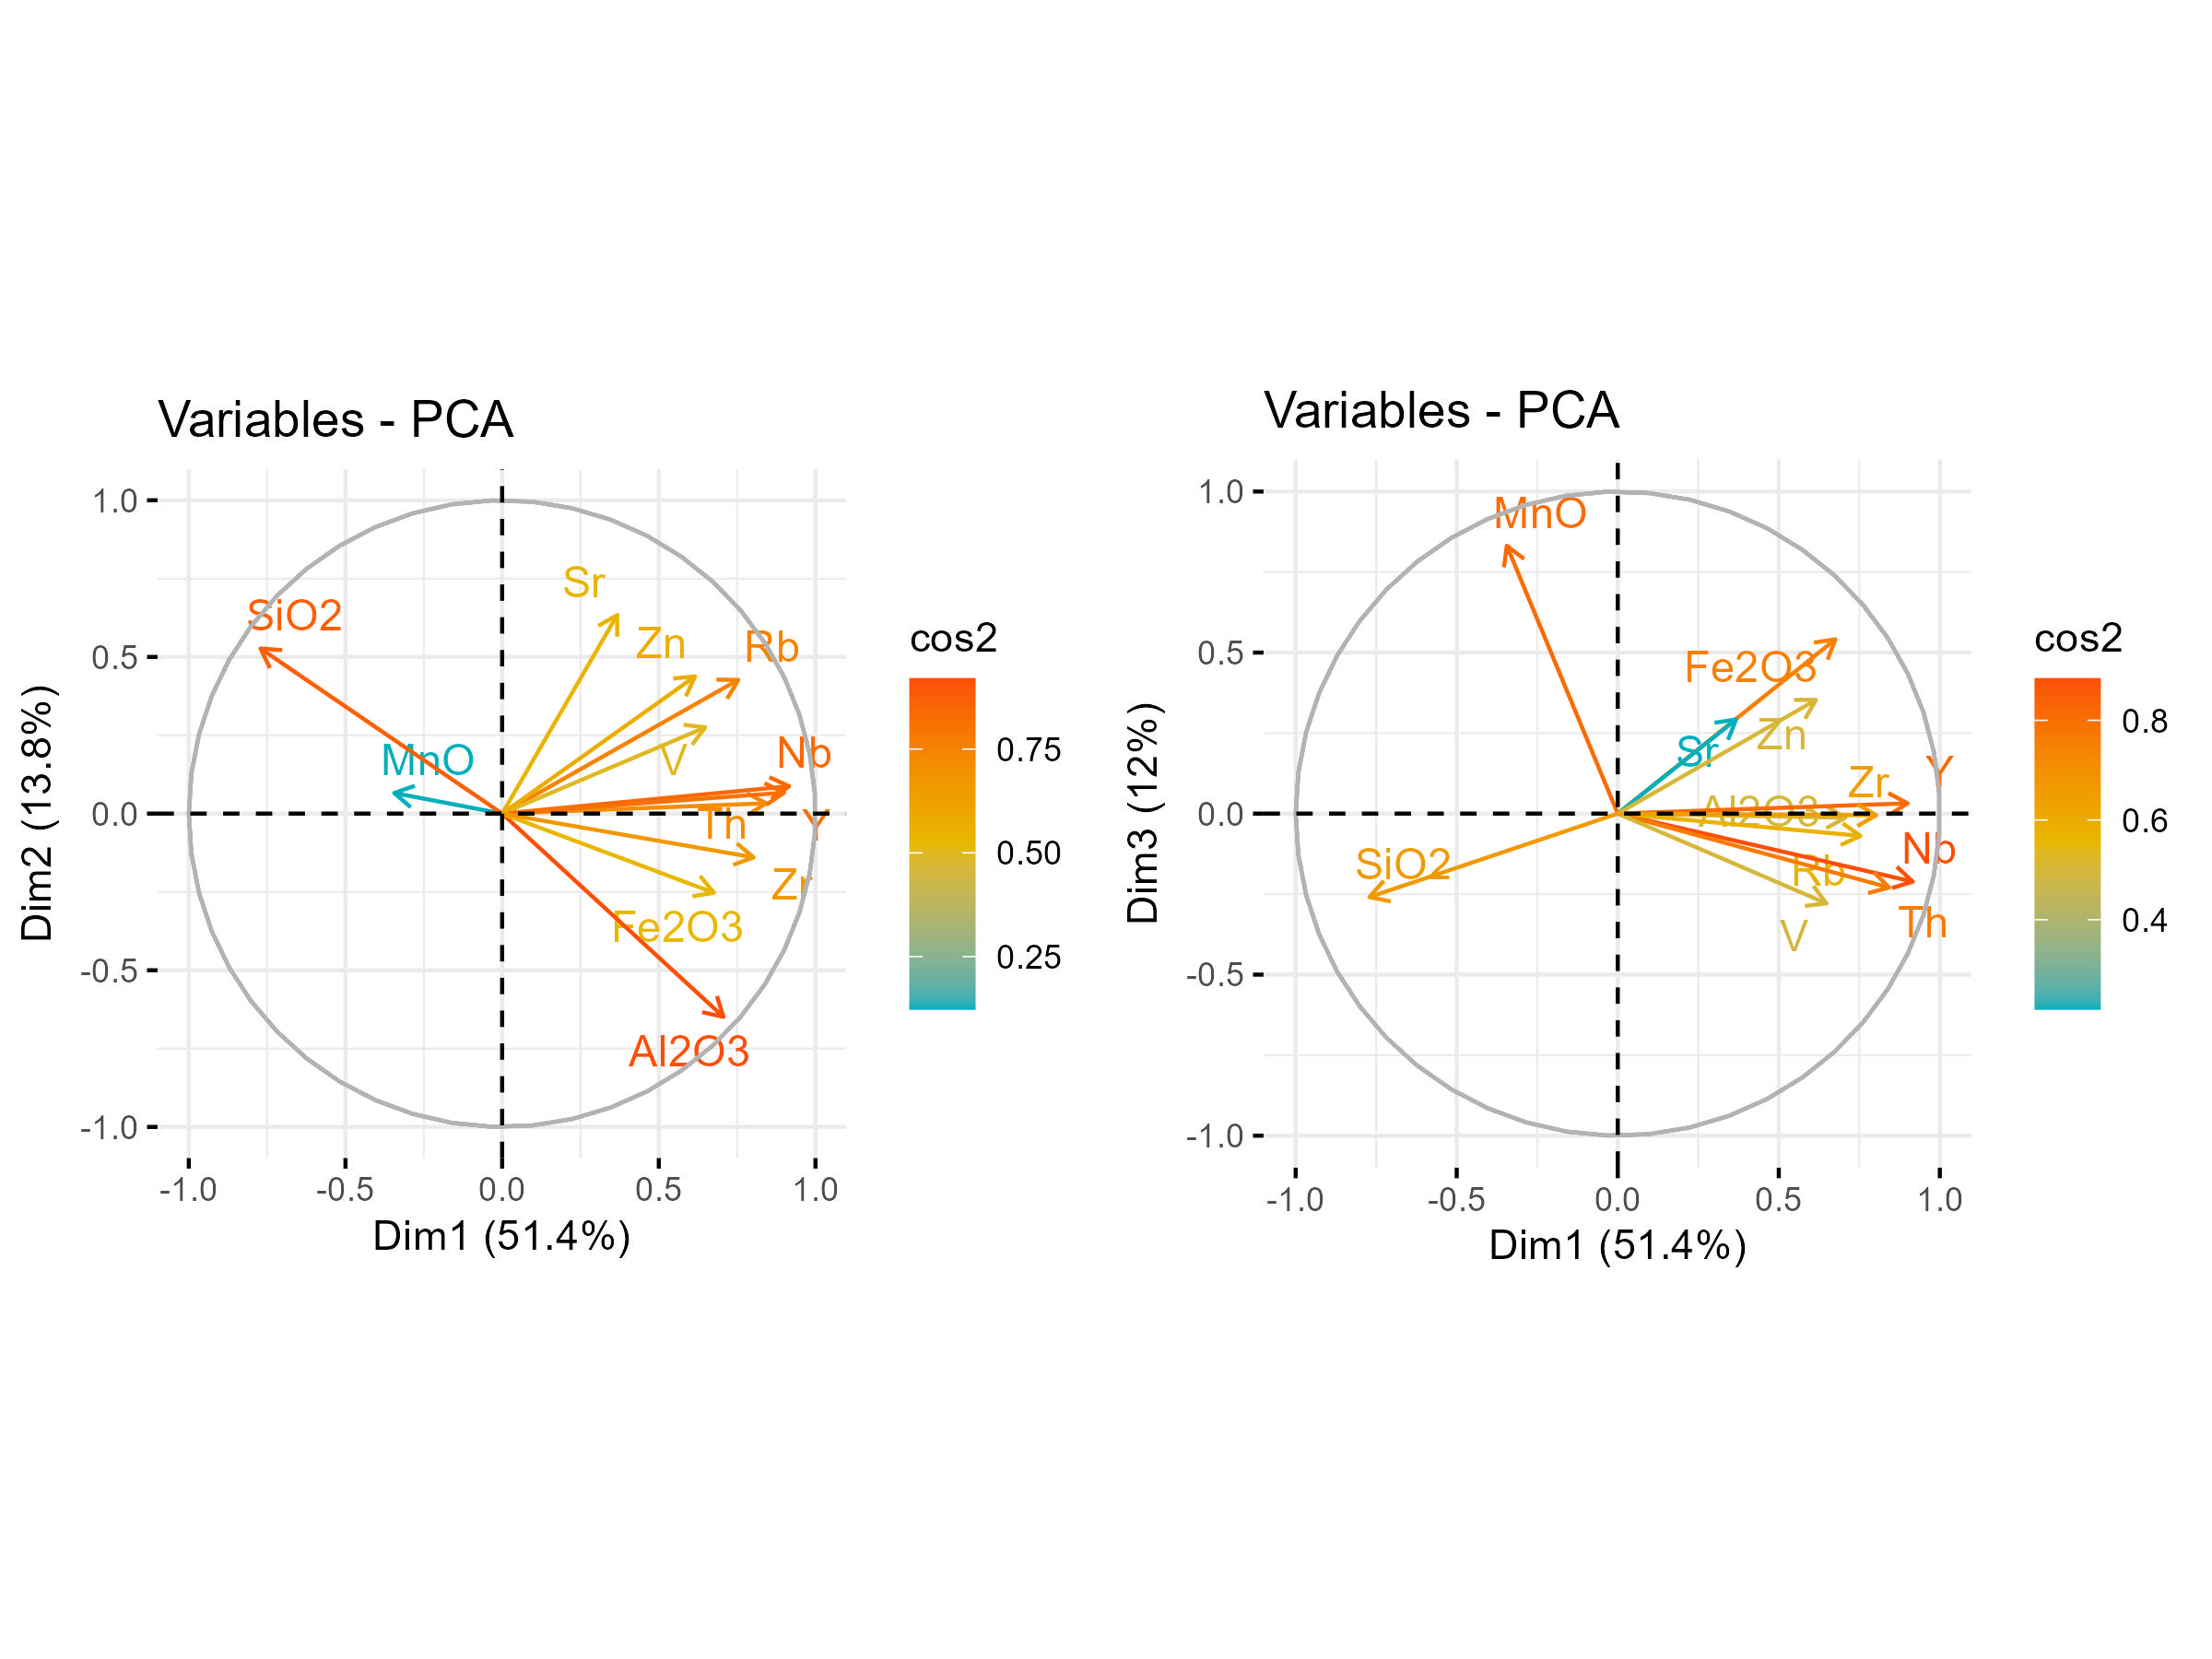 Variables - PCA
1.0
0.5
0.0
-0.5
-1.0
Dim2 (13.8%)
Sr
SiO2
Zn
Rb
MnO
V
Nb
Th
Y
Zr
Fe2O3
Al2O3
-1.0 -0.5 0.0 0.5 1.0
Dim1 (51.4%)
cos2
0.75
0.50
0.25
Variables - PCA
1.0
0.5
0.0
-0.5
-1.0
Dim3 (12%)
MnO
Fe2O3
Sr
Zn
Zr
Y
Al2O3
SiO2
Nb
Rb
Th
V
-1.0 -0.5 0.0 0.5 1.0
Dim1 (51.4%)
cos2
0.8
0.6
0.4